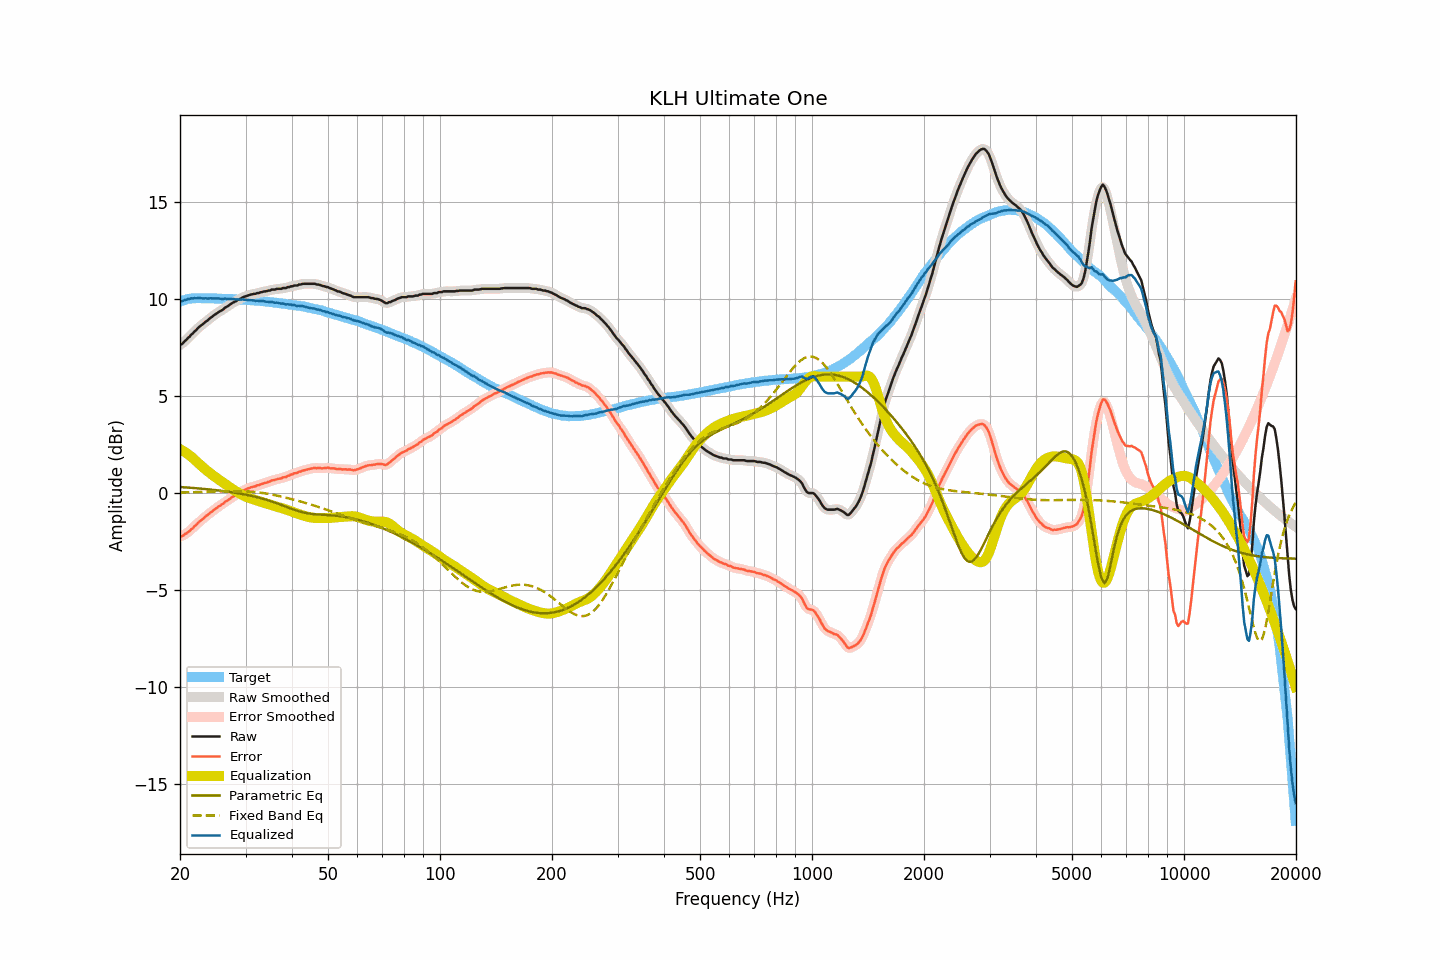 KLH Ultimate One
Amplitude (dBr)
15
10
5
0
−5
−10
−15
Target
Raw Smoothed
Error Smoothed
Raw
Error
Equalization
Parametric Eq
Fixed Band Eq
Equalized
20 50 100 200 500 1000 2000 5000 10000 20000
Frequency (Hz)